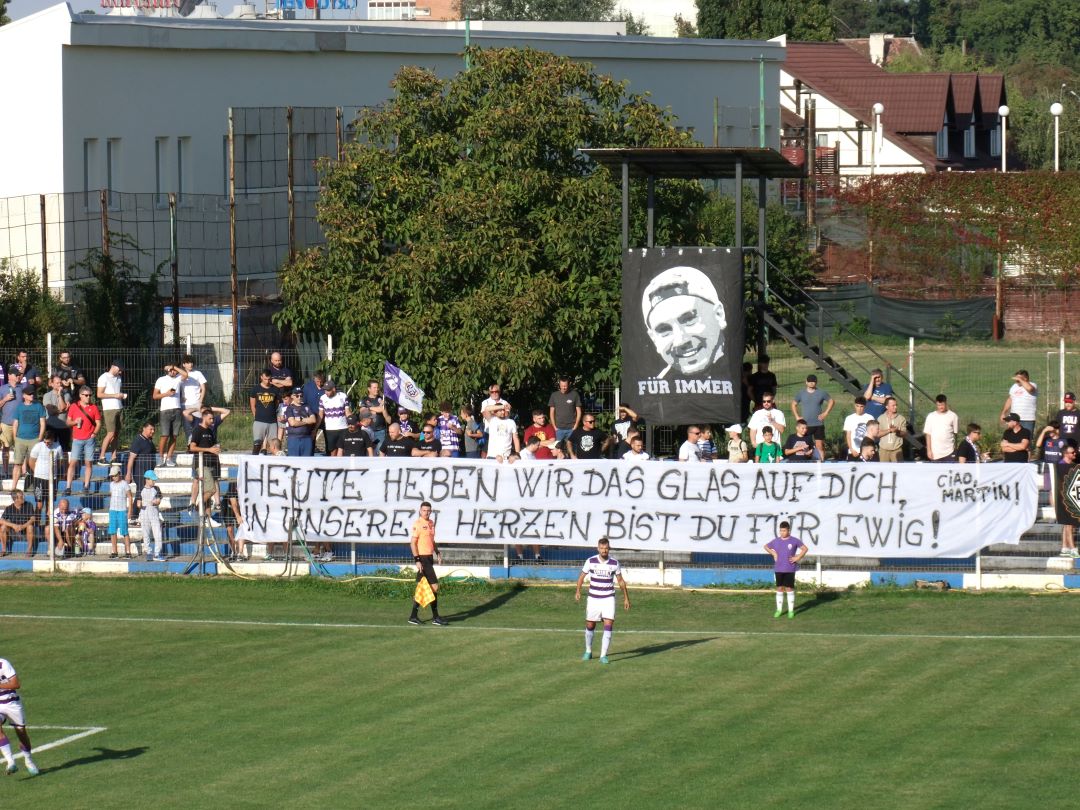 FÜR IMMER
HEUTE HEBEN WIR DAS GLAS AUF DICH,
IN UNSEREN HERZEN BIST DU FÜR EWIG!
CIAO,
MARTIN!